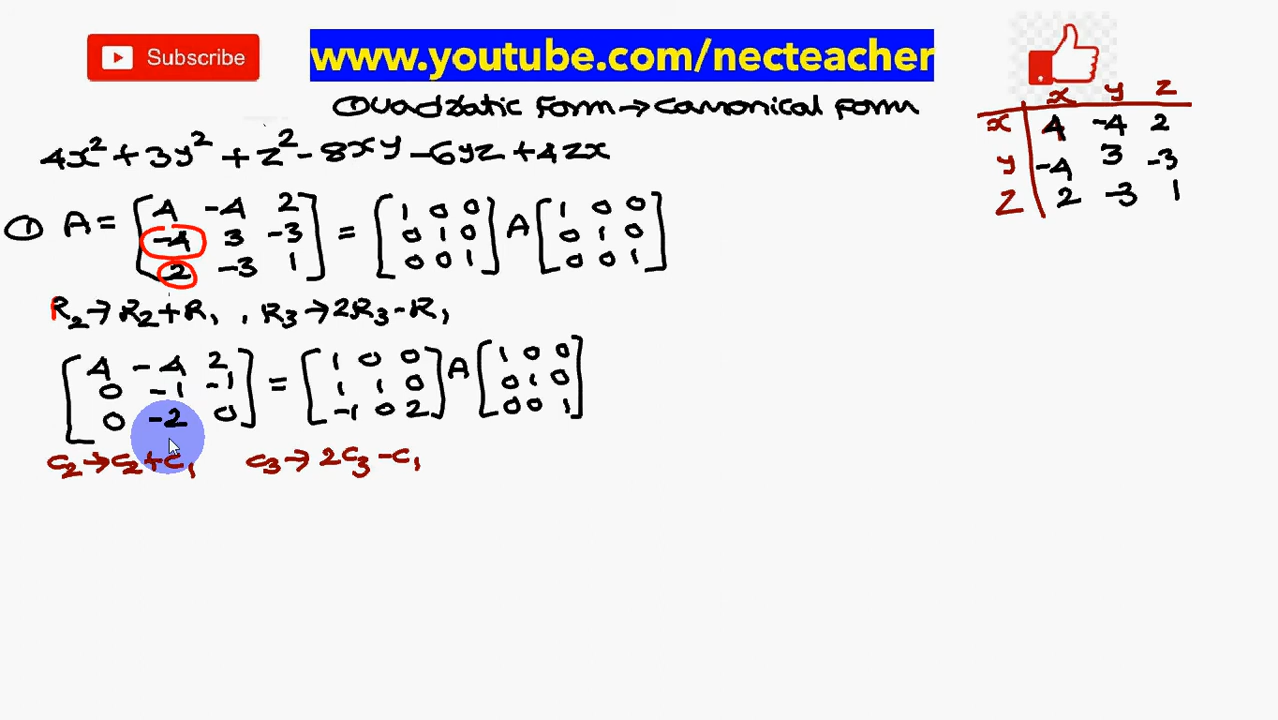 Subscribe
www.youtube.com/necteacher
Quadratic Form → canonical form
4x² + 3y² + z² - 8xy - 6yz + 4zx
x y z
x 4 -4 2
y -4 3 -3
z 2 -3 1
① A = [4 -4 2; -4 3 -3; 2 -3 1] = [1 0 0; 0 1 0; 0 0 1] A [1 0 0; 0 1 0; 0 0 1]
R₂ → R₂ + R₁ , R₃ → 2R₃ - R₁
[4 -4 2; 0 -1 -1; 0 -2 0] = [1 0 0; 1 1 0; -1 0 2] A [1 0 0; 0 1 0; 0 0 1]
C₂ → C₂ + C₁ C₃ → 2C₃ - C₁